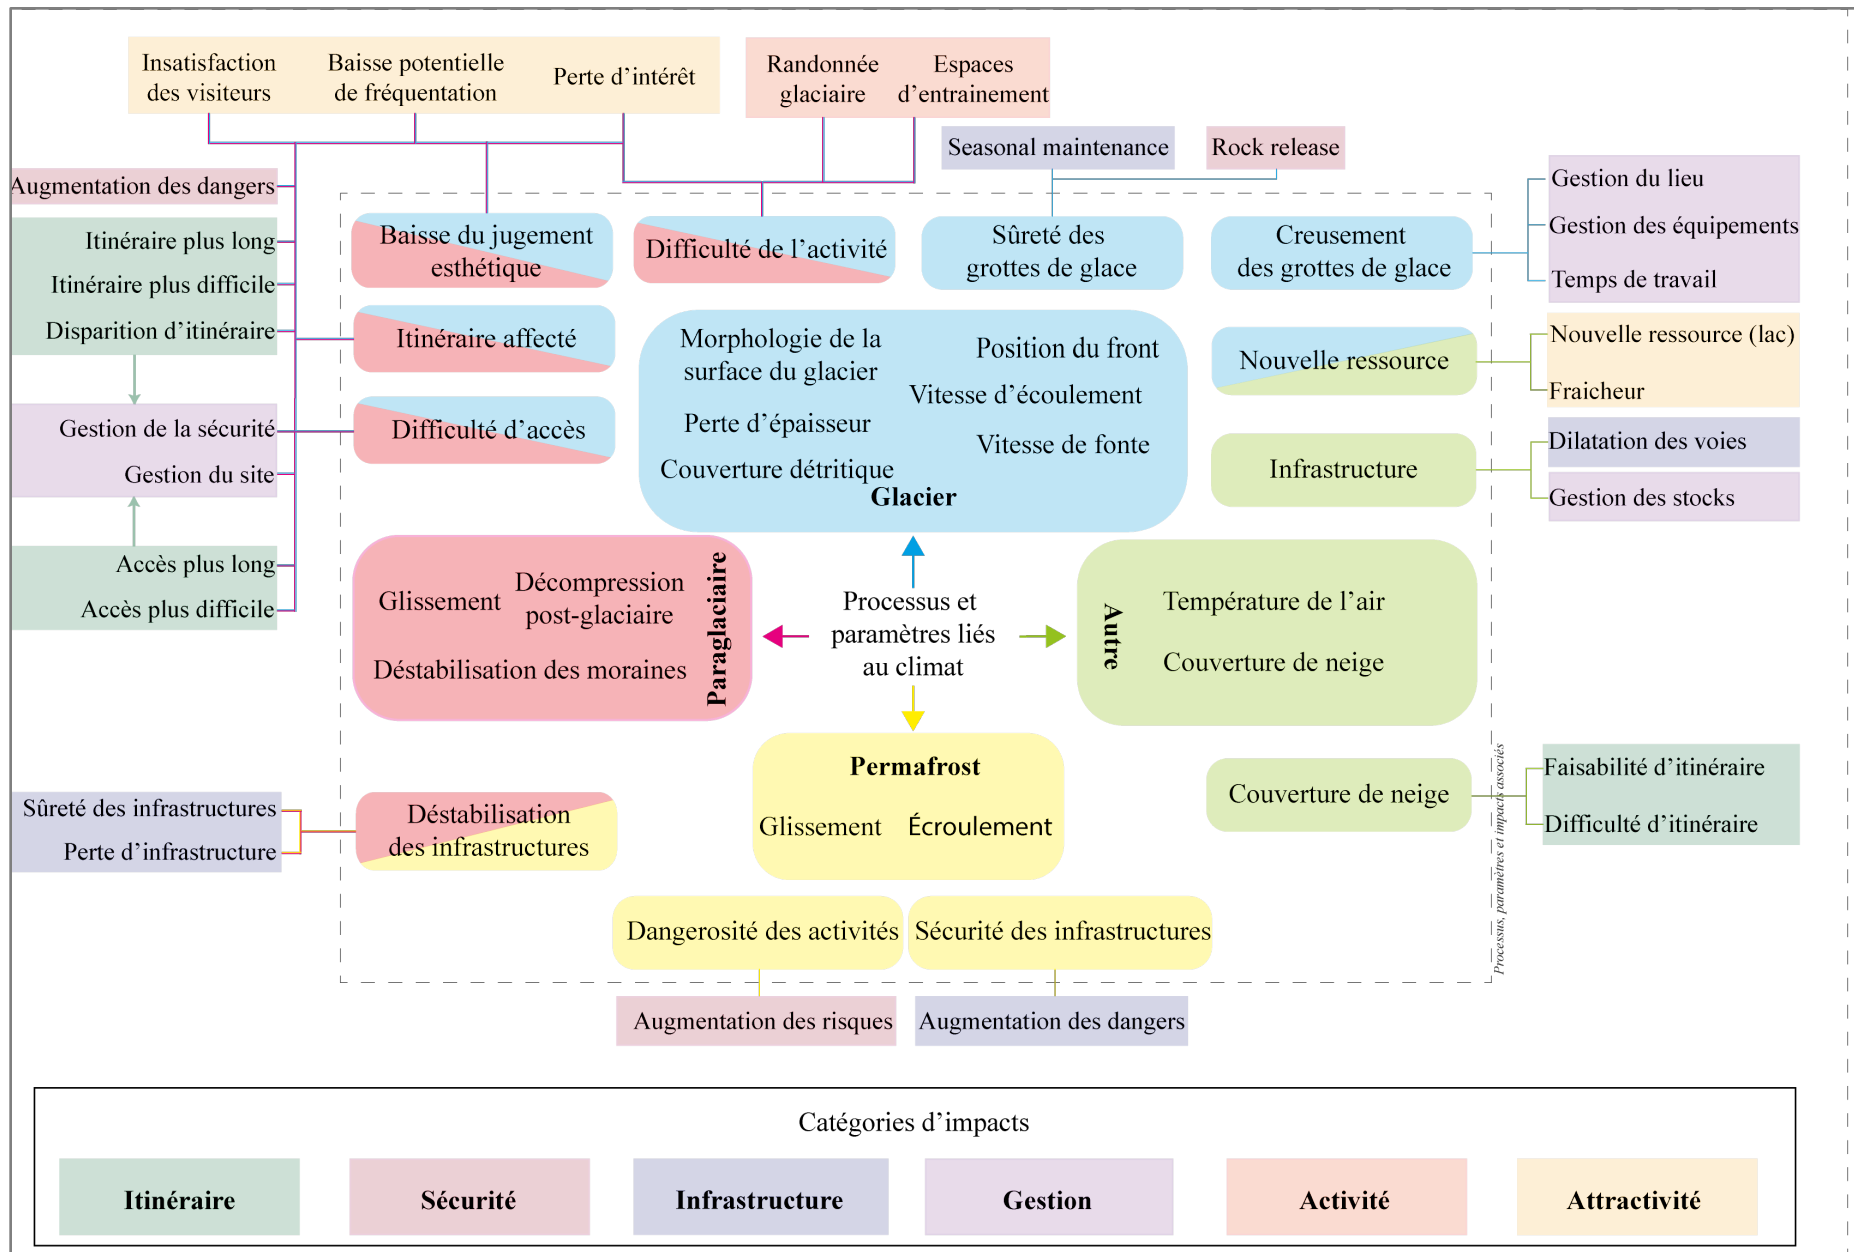 Insatisfaction
des visiteurs
Baisse potentielle
de fréquentation
Perte d’intérêt
Randonnée
glaciaire
Espaces
d’entrainement
Seasonal maintenance
Rock release
Augmentation des dangers
Itinéraire plus long
Itinéraire plus difficile
Disparition d’itinéraire
Gestion de la sécurité
Gestion du site
Accès plus long
Accès plus difficile
Baisse du jugement
esthétique
Difficulté de l’activité
Sûreté des
grottes de glace
Creusement
des grottes de glace
Gestion du lieu
Gestion des équipements
Temps de travail
Itinéraire affecté
Difficulté d’accès
Morphologie de la
surface du glacier
Perte d’épaisseur
Couverture détritique
Position du front
Vitesse d’écoulement
Vitesse de fonte
Glacier
Nouvelle ressource
Nouvelle ressource (lac)
Fraicheur
Infrastructure
Dilatation des voies
Gestion des stocks
Glissement
Décompression
post-glaciaire
Déstabilisation des moraines
Paraglaciaire
Processus et
paramètres liés
au climat
Autre
Température de l’air
Couverture de neige
Permafrost
Glissement
Écroulement
Couverture de neige
Faisabilité d’itinéraire
Difficulté d’itinéraire
Processus, paramètres et impacts associés
Sûreté des infrastructures
Perte d’infrastructure
Déstabilisation
des infrastructures
Dangerosité des activités
Sécurité des infrastructures
Augmentation des risques
Augmentation des dangers
Catégories d’impacts
Itinéraire
Sécurité
Infrastructure
Gestion
Activité
Attractivité